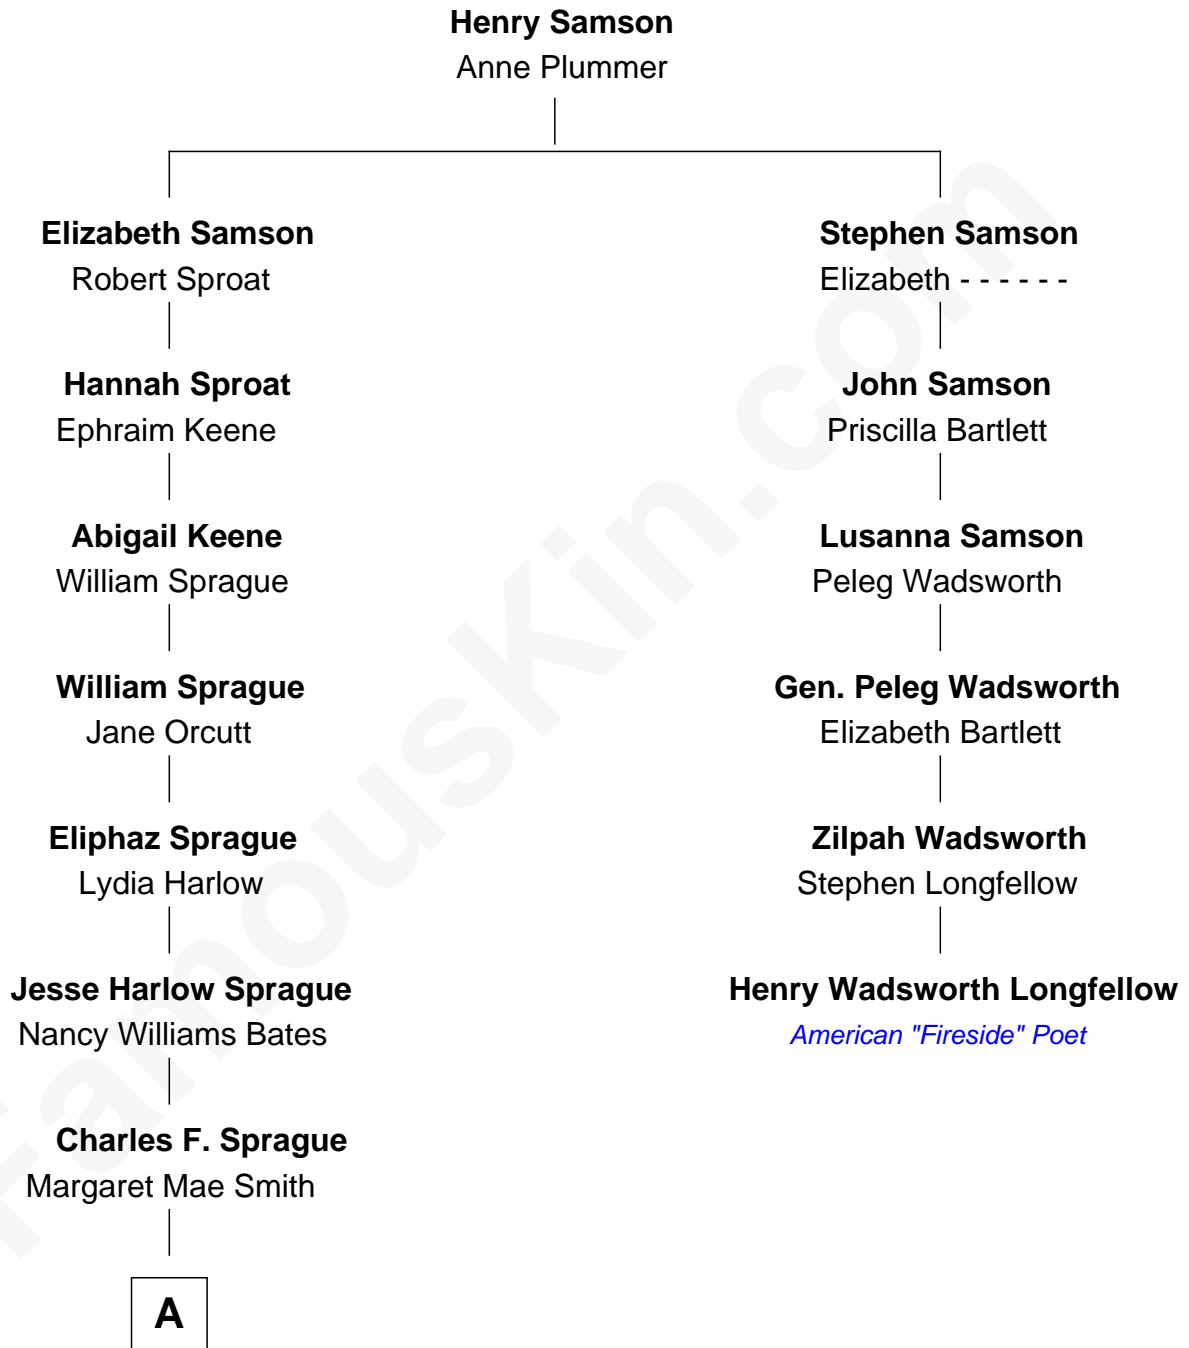 Henry Samson
Anne Plummer
Elizabeth Samson
Robert Sproat
Stephen Samson
Elizabeth - - - - - -
Hannah Sproat
Ephraim Keene
John Samson
Priscilla Bartlett
Abigail Keene
William Sprague
Lusanna Samson
Peleg Wadsworth
William Sprague
Jane Orcutt
Gen. Peleg Wadsworth
Elizabeth Bartlett
Eliphaz Sprague
Lydia Harlow
Zilpah Wadsworth
Stephen Longfellow
Jesse Harlow Sprague
Nancy Williams Bates
Henry Wadsworth Longfellow
American "Fireside" Poet
Charles F. Sprague
Margaret Mae Smith
A
FamousKin.com